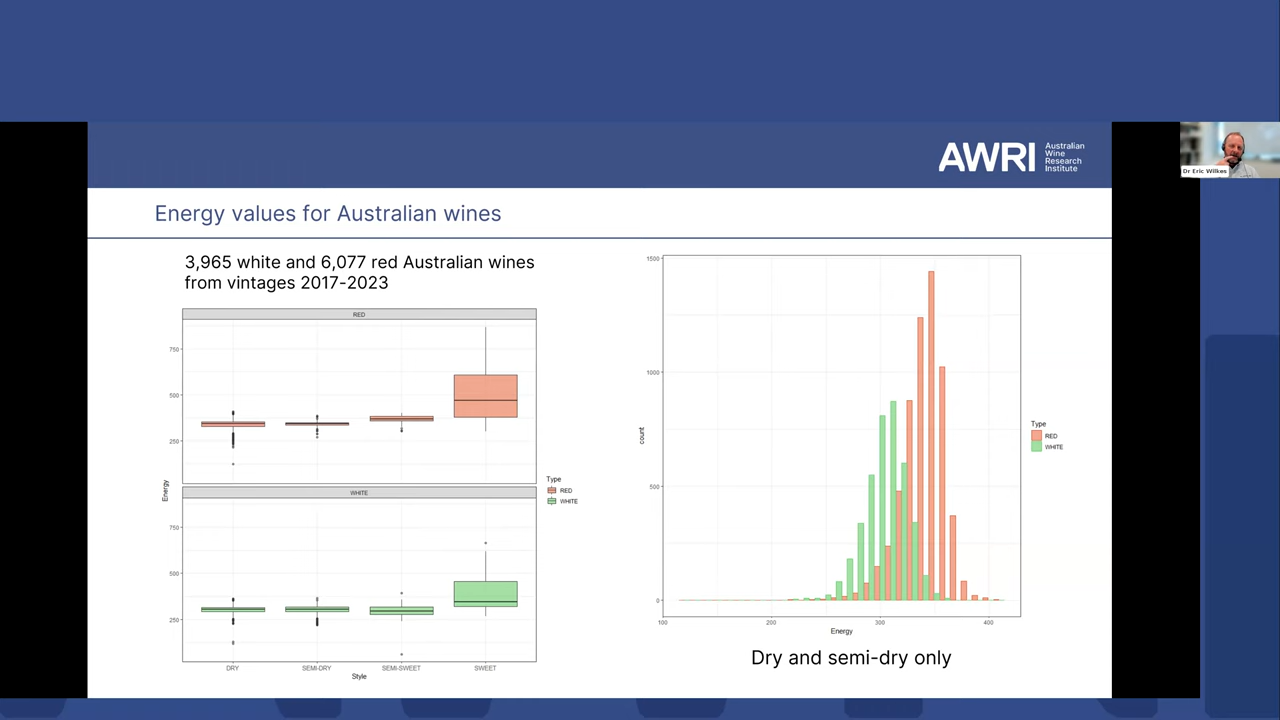 AWRI
Australian
Wine
Research
Institute
Dr Eric Wilkes
Energy values for Australian wines
3,965 white and 6,077 red Australian wines
from vintages 2017-2023
RED
750
500
250
Energy
WHITE
750
500
250
DRY
SEMI-DRY
SEMI-SWEET
SWEET
Style
Type
RED
WHITE
1500
1000
500
0
count
100
200
300
400
Energy
Type
RED
WHITE
Dry and semi-dry only